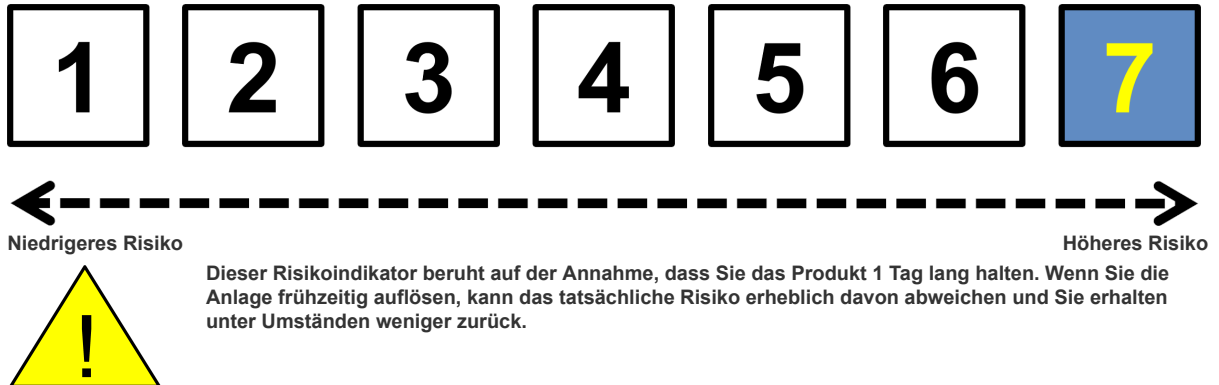 1 2 3 4 5 6 7
Niedrigeres Risiko Höheres Risiko
Dieser Risikoindikator beruht auf der Annahme, dass Sie das Produkt 1 Tag lang halten. Wenn Sie die
Anlage frühzeitig auflösen, kann das tatsächliche Risiko erheblich davon abweichen und Sie erhalten
unter Umständen weniger zurück.
!